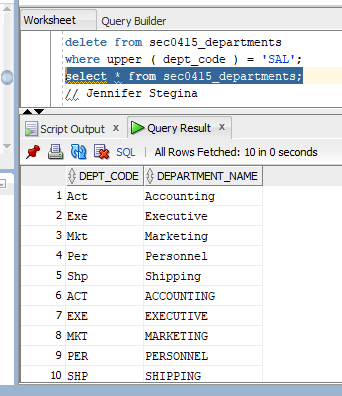 Worksheet Query Builder
delete from sec0415_departments
where upper ( dept_code ) = 'SAL';
select * from sec0415_departments;
// Jennifer Stegina
Script Output x Query Result x
SQL | All Rows Fetched: 10 in 0 seconds
DEPT_CODE DEPARTMENT_NAME
1 Act Accounting
2 Exe Executive
3 Mkt Marketing
4 Per Personnel
5 Shp Shipping
6 ACT ACCOUNTING
7 EXE EXECUTIVE
8 MKT MARKETING
9 PER PERSONNEL
10 SHP SHIPPING